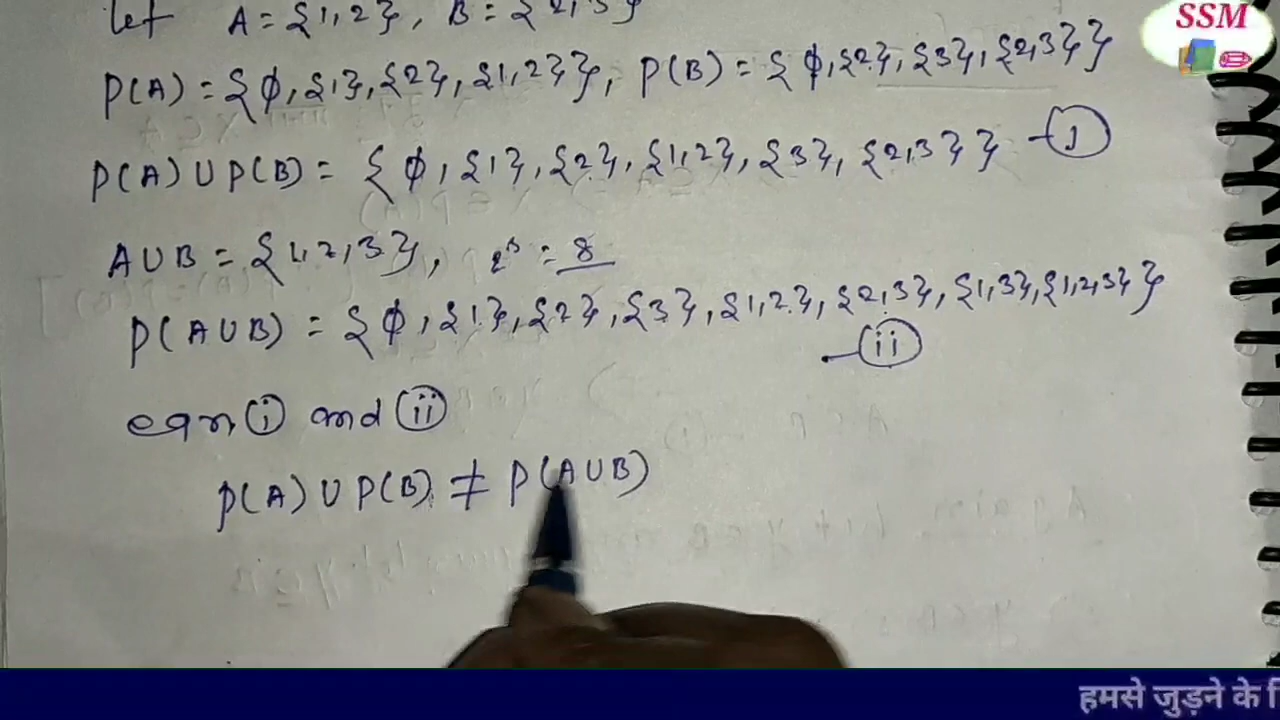 let A = {1,2}, B = {2,3}
SSM
P(A) = {ϕ, {1}, {2}, {1,2}}, P(B) = {ϕ, {2}, {3}, {2,3}}
P(A) ∪ P(B) = {ϕ, {1}, {2}, {1,2}, {3}, {2,3}} — (i)
A∪B = {1,2,3}, 2³ = 8
P(A∪B) = {ϕ, {1}, {2}, {3}, {1,2}, {2,3}, {1,3}, {1,2,3}}
— (ii)
eqn (i) and (ii)
P(A) ∪ P(B) ≠ P(A∪B)
हमसे जुड़ने के